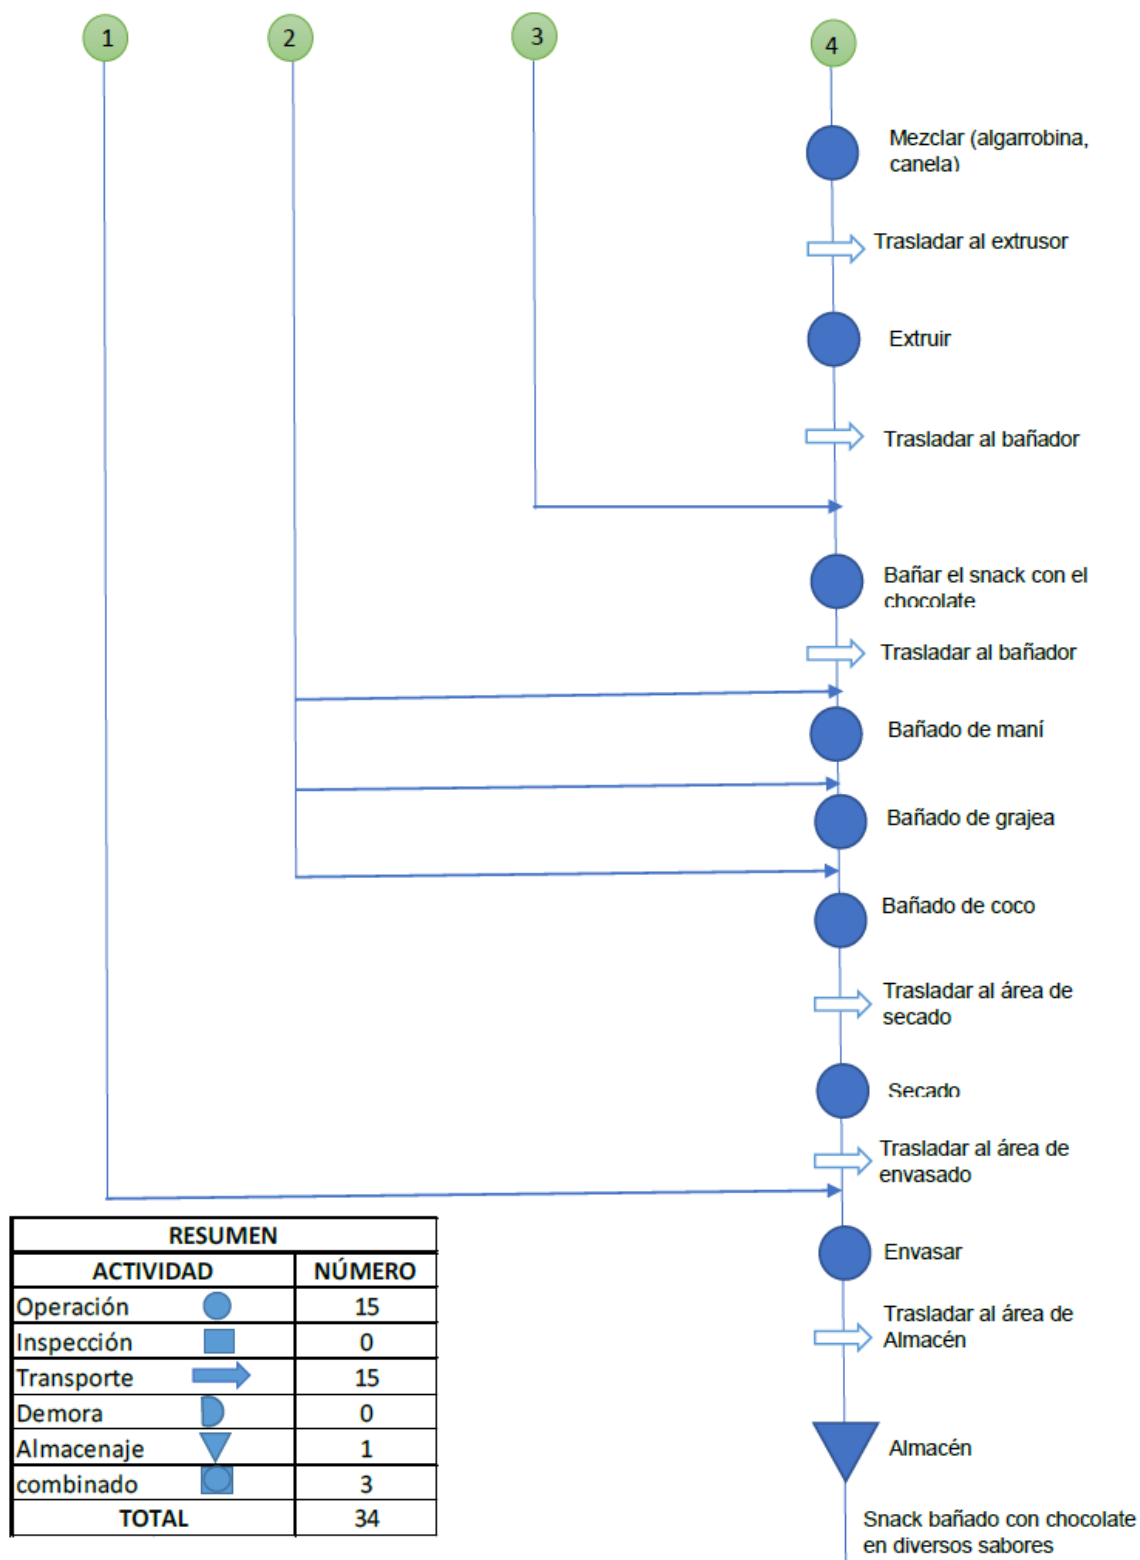 1
2
3
4
Mezclar (algarrobina,
canela)
Trasladar al extrusor
Extruir
Trasladar al bañador
Bañar el snack con el
chocolate
Trasladar al bañador
Bañado de maní
Bañado de grajea
Bañado de coco
Trasladar al área de
secado
Secado
Trasladar al área de
envasado
Envasar
Trasladar al área de
Almacén
Almacén
Snack bañado con chocolate
en diversos sabores
RESUMEN
ACTIVIDAD NÚMERO
Operación 15
Inspección 0
Transporte 15
Demora 0
Almacenaje 1
combinado 3
TOTAL 34